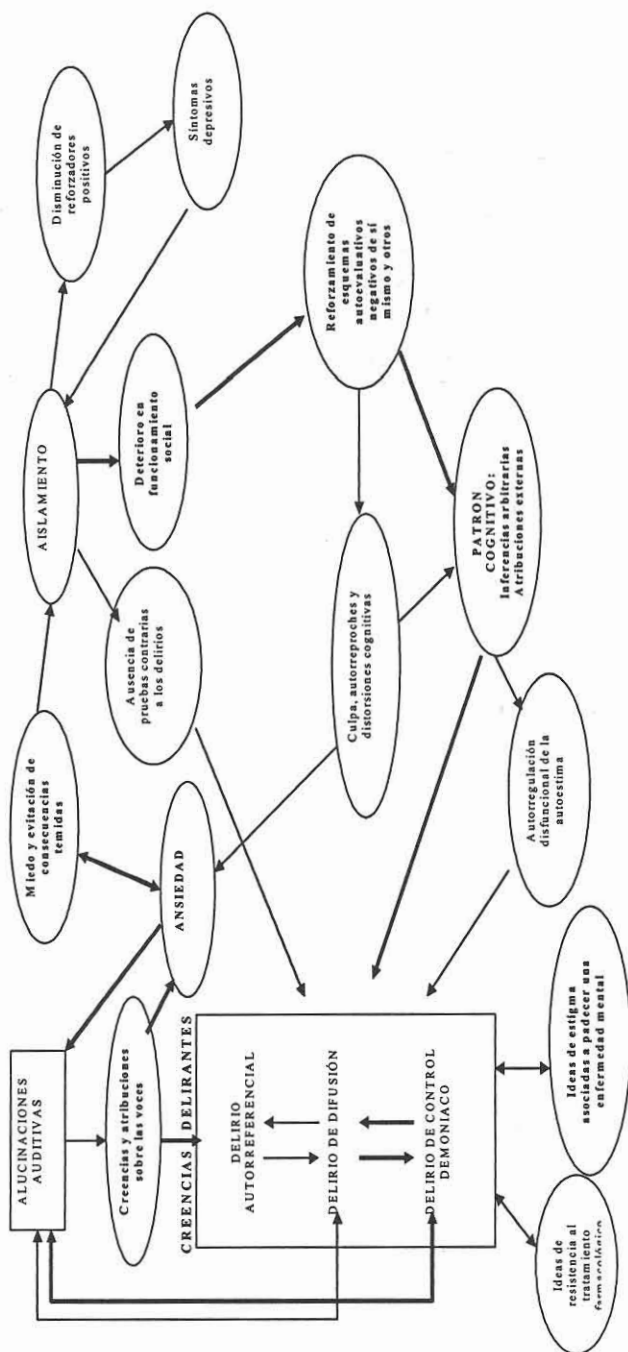 ALUCINACIONES
AUDITIVAS
Miedo y evitación de
consecuencias
temidas
AISLAMIENTO
Disminución de
reforzadores
positivos
Síntomas
depresivos
Creencias y atribuciones
sobre las voces
ANSIEDAD
Ausencia de
pruebas contrarias
a los delirios
Deterioro en
funcionamiento
social
CREENCIAS DELIRANTES
DELIRIO
AUTORREFERENCIAL
DELIRIO DE DIFUSIÓN
DELIRIO DE CONTROL
DEMONIACO
Culpa, autorreproches y
distorsiones cognitivas
Reforzamiento de
esquemas
autoevaluativos
negativos de sí
mismo y otros
PATRON
COGNITIVO:
Inferencias arbitrarias
Atribuciones externas
Autorregulación
disfuncional de la
autoestima
Ideas de
resistencia al
tratamiento
farmacológico
Ideas de estigma
asociadas a padecer una
enfermedad mental